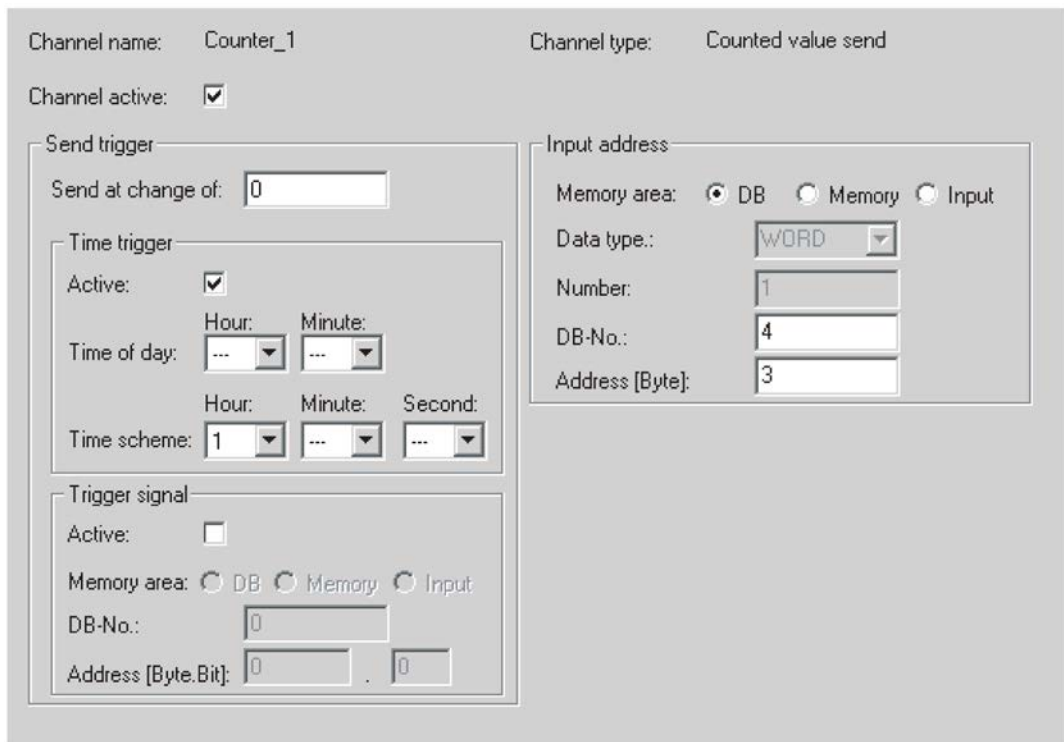 Channel name: Counter_1 Channel type: Counted value send
Channel active:
Send trigger
Send at change of: 0
Time trigger
Active:
Hour: Minute:
Time of day: --- ---
Hour: Minute: Second:
Time scheme: 1 --- ---
Trigger signal
Active:
Memory area: DB Memory Input
DB-No.: 0
Address [Byte.Bit]: 0 . 0
Input address
Memory area: DB Memory Input
Data type.: WORD
Number: 1
DB-No.: 4
Address [Byte]: 3